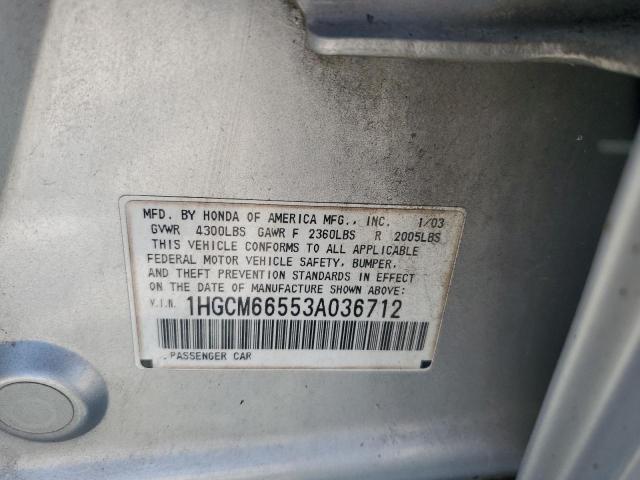 MFD. BY HONDA OF AMERICA MFG., INC. 1/03
GVWR 4300LBS GAWR F 2360LBS R 2005LBS
THIS VEHICLE CONFORMS TO ALL APPLICABLE
FEDERAL MOTOR VEHICLE SAFETY, BUMPER,
AND THEFT PREVENTION STANDARDS IN EFFECT
ON THE DATE OF MANUFACTURE SHOWN ABOVE:
V.I.N. 1HGCM66553A036712
PASSENGER CAR